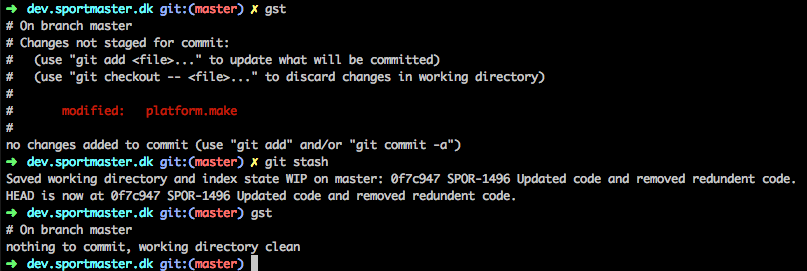 ➜ dev.sportmaster.dk git:(master) ✗ gst
# On branch master
# Changes not staged for commit:
#   (use "git add <file>..." to update what will be committed)
#   (use "git checkout -- <file>..." to discard changes in working directory)
#
#       modified:   platform.make
#
no changes added to commit (use "git add" and/or "git commit -a")
➜ dev.sportmaster.dk git:(master) ✗ git stash
Saved working directory and index state WIP on master: 0f7c947 SPOR-1496 Updated code and removed redundent code.
HEAD is now at 0f7c947 SPOR-1496 Updated code and removed redundent code.
➜ dev.sportmaster.dk git:(master) gst
# On branch master
nothing to commit, working directory clean
➜ dev.sportmaster.dk git:(master)